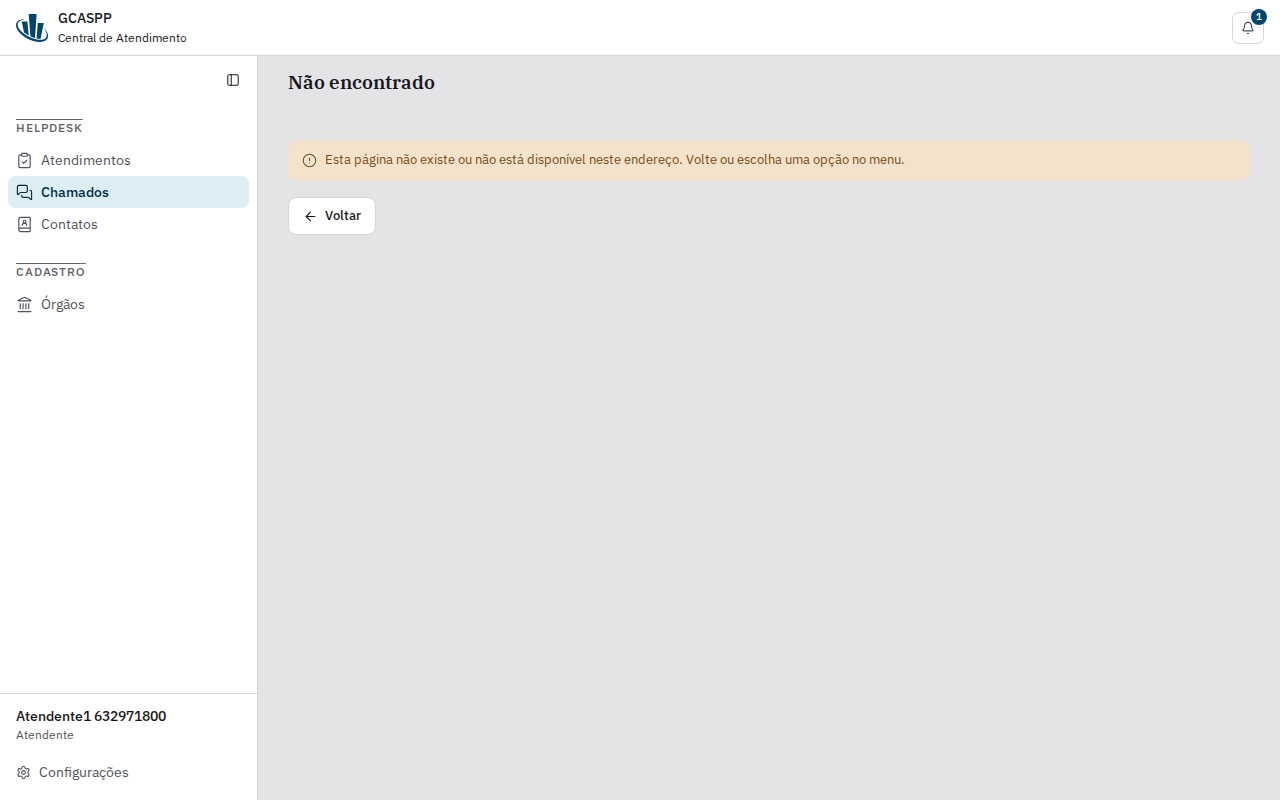 GCASPP
Central de Atendimento
1
Não encontrado
HELPDESK
Esta página não existe ou não está disponível neste endereço. Volte ou escolha uma opção no menu.
Atendimentos
Chamados
Voltar
Contatos
CADASTRO
Órgãos
Atendente1 632971800
Atendente
Configurações